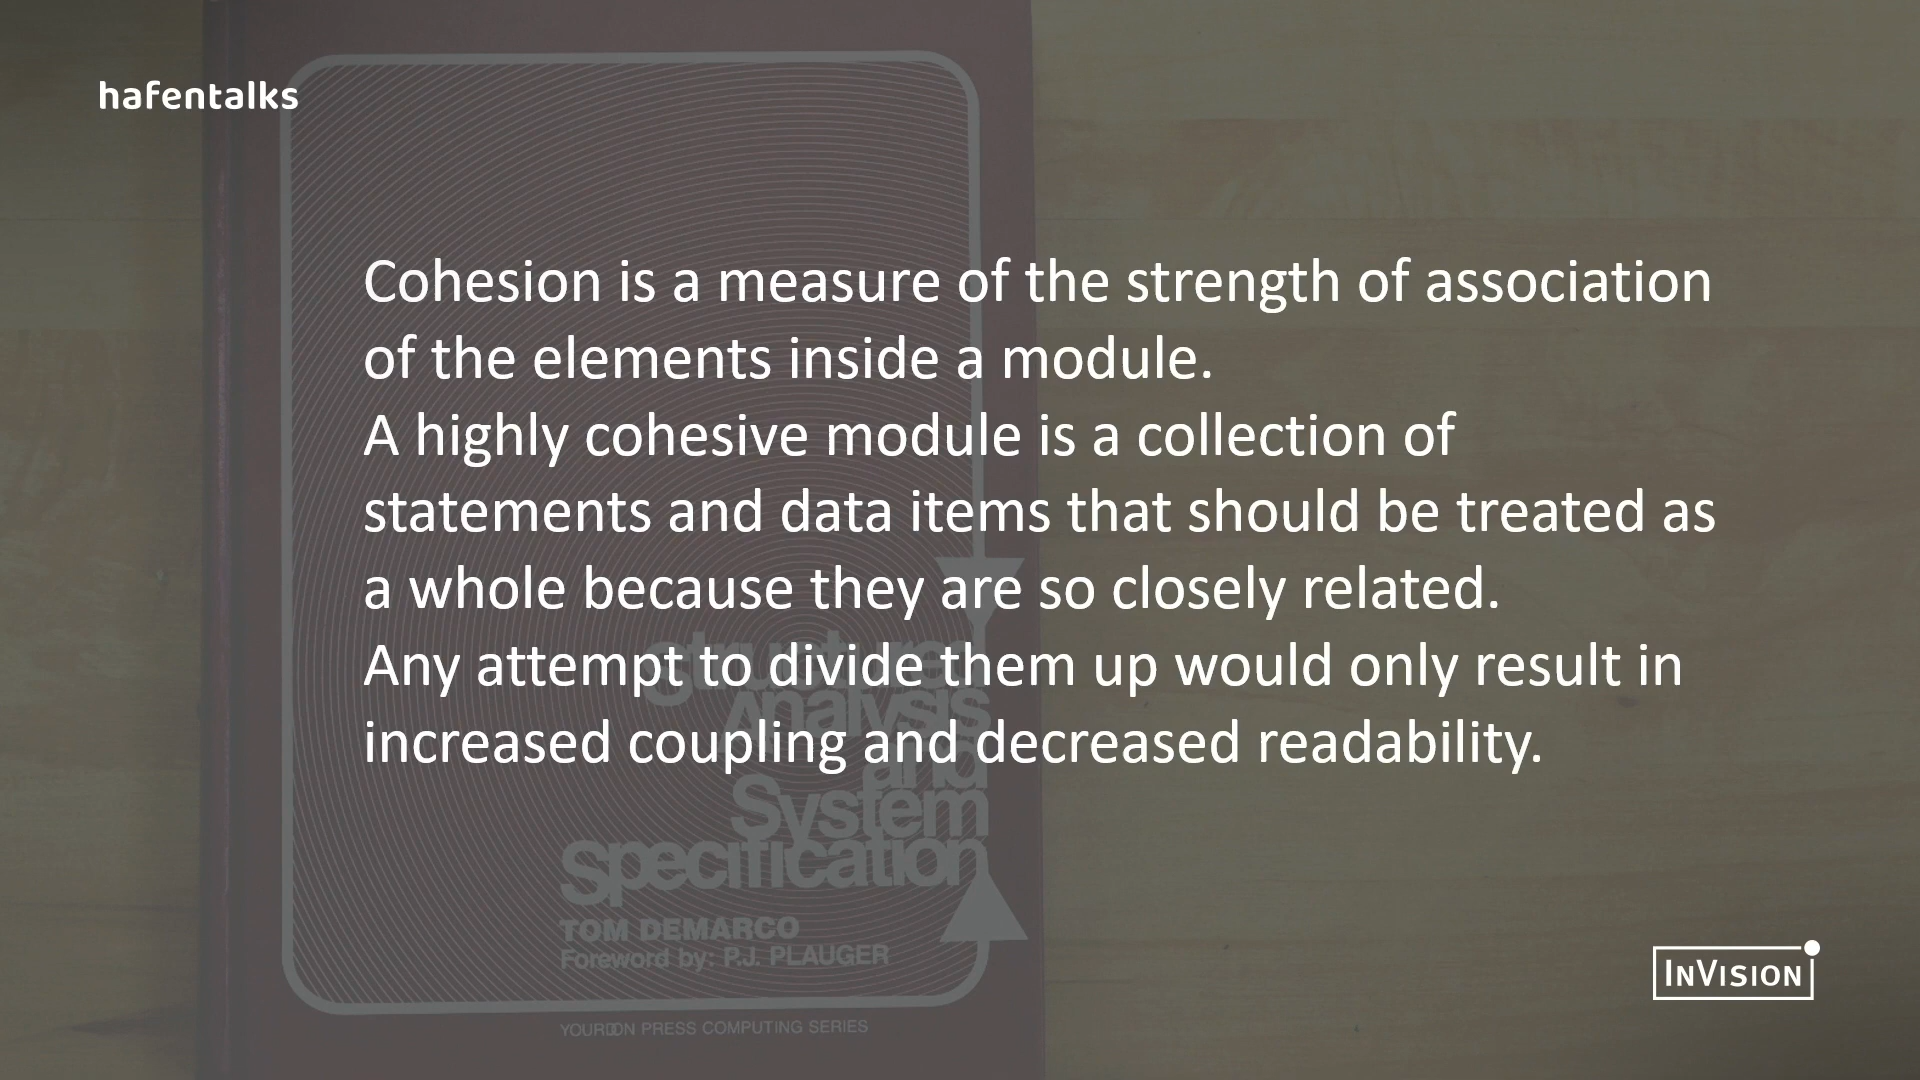 hafentalks
Cohesion is a measure of the strength of association
of the elements inside a module.
A highly cohesive module is a collection of
statements and data items that should be treated as
a whole because they are so closely related.
Any attempt to divide them up would only result in
increased coupling and decreased readability.
Structured
Analysis
and
System
Specification
TOM DEMARCO
Foreword by: P.J. PLAUGER
YOURDON PRESS COMPUTING SERIES
INVISION